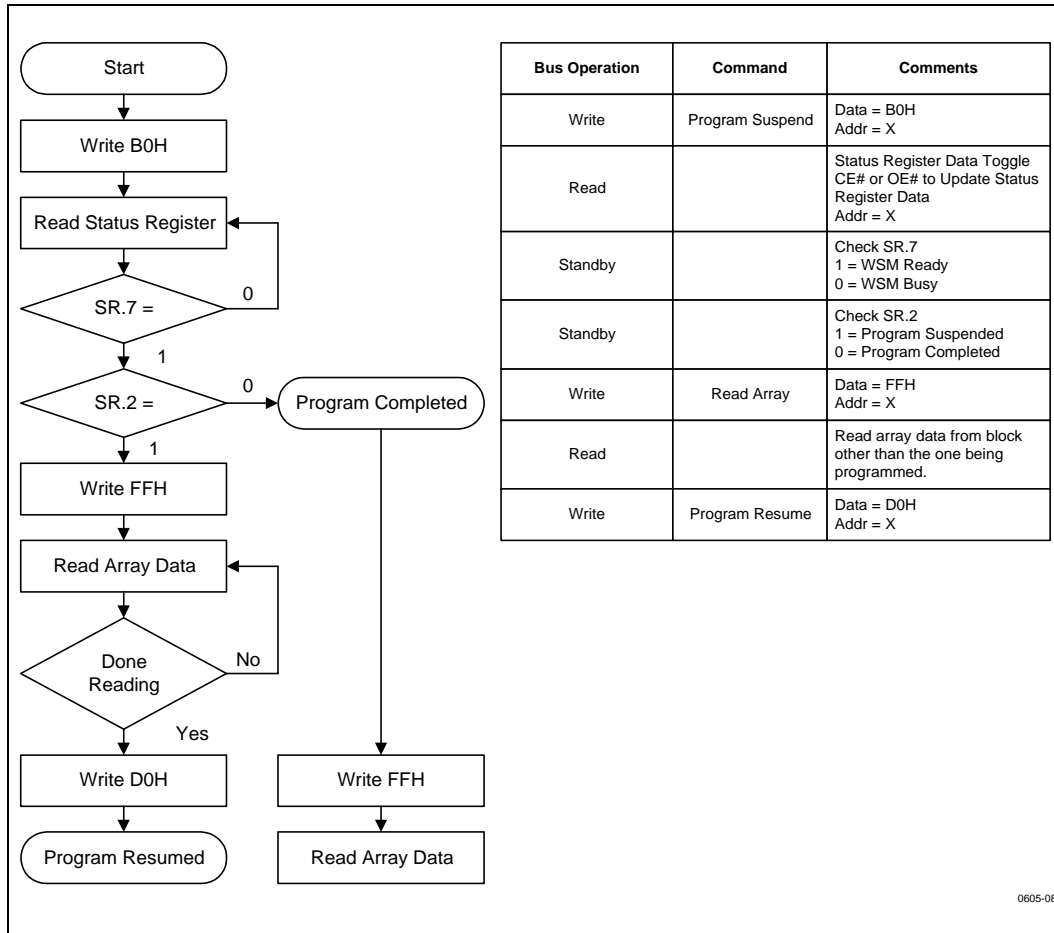 Start
Write B0H
Read Status Register
SR.7 =
0
1
SR.2 =
0
Program Completed
1
Write FFH
Read Array Data
Done
Reading
No
Yes
Write D0H
Program Resumed
Write FFH
Read Array Data
Bus Operation Command Comments
Write Program Suspend Data = B0H
Addr = X
Read Status Register Data Toggle
CE# or OE# to Update Status
Register Data
Addr = X
Standby Check SR.7
1 = WSM Ready
0 = WSM Busy
Standby Check SR.2
1 = Program Suspended
0 = Program Completed
Write Read Array Data = FFH
Addr = X
Read Read array data from block
other than the one being
programmed.
Write Program Resume Data = D0H
Addr = X
0605-08